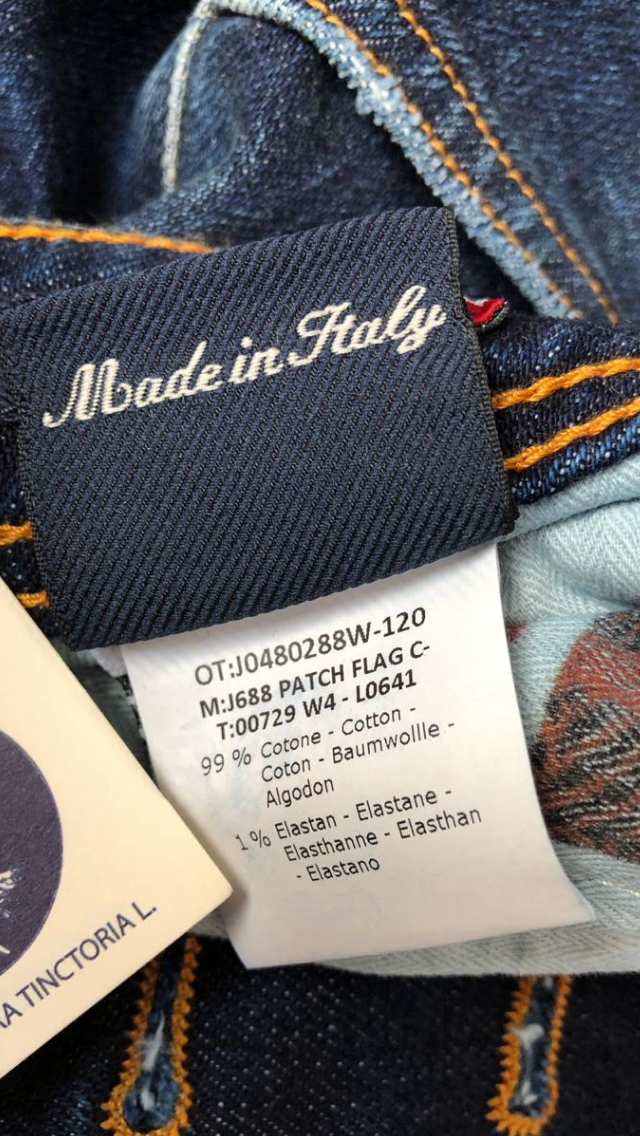 Made in Italy
OT:J0480288W-120
M:J688 PATCH FLAG C-
T:00729 W4 - L0641
99 % Cotone - Cotton -
Coton - Baumwollle -
Algodon
1 % Elastan - Elastane -
Elasthanne - Elasthan
- Elastano
TINCTORIA L.